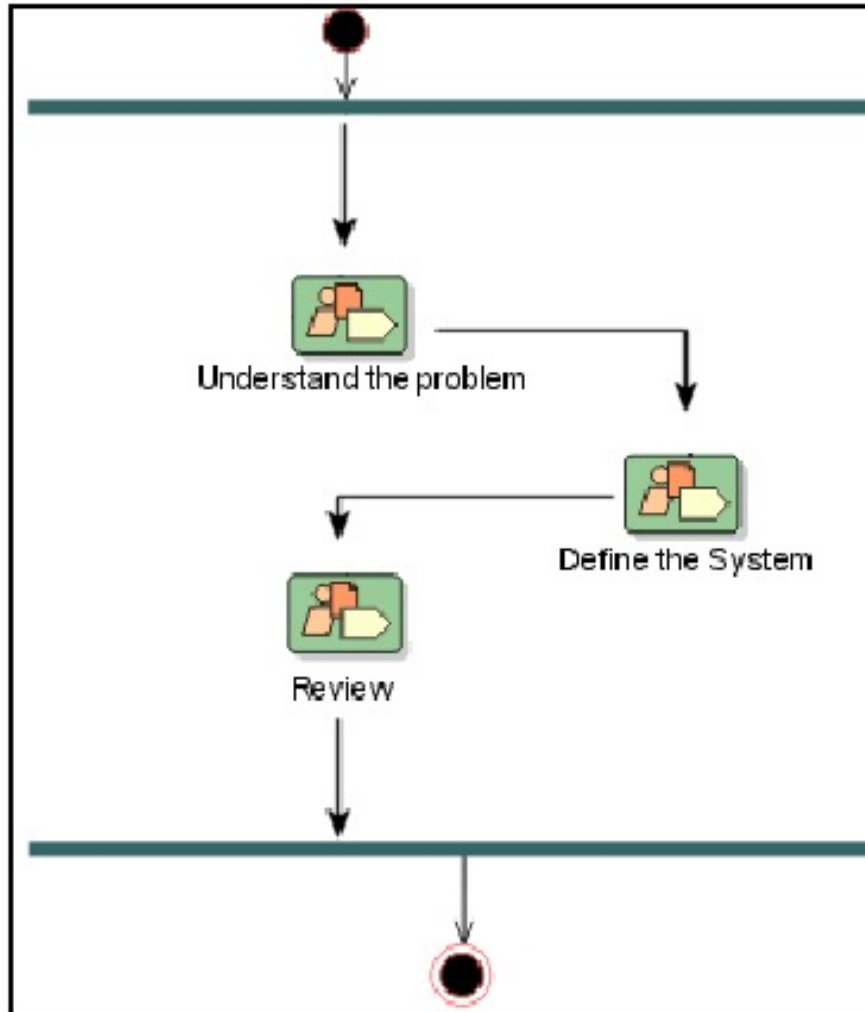 Understand the problem
Define the System
Review